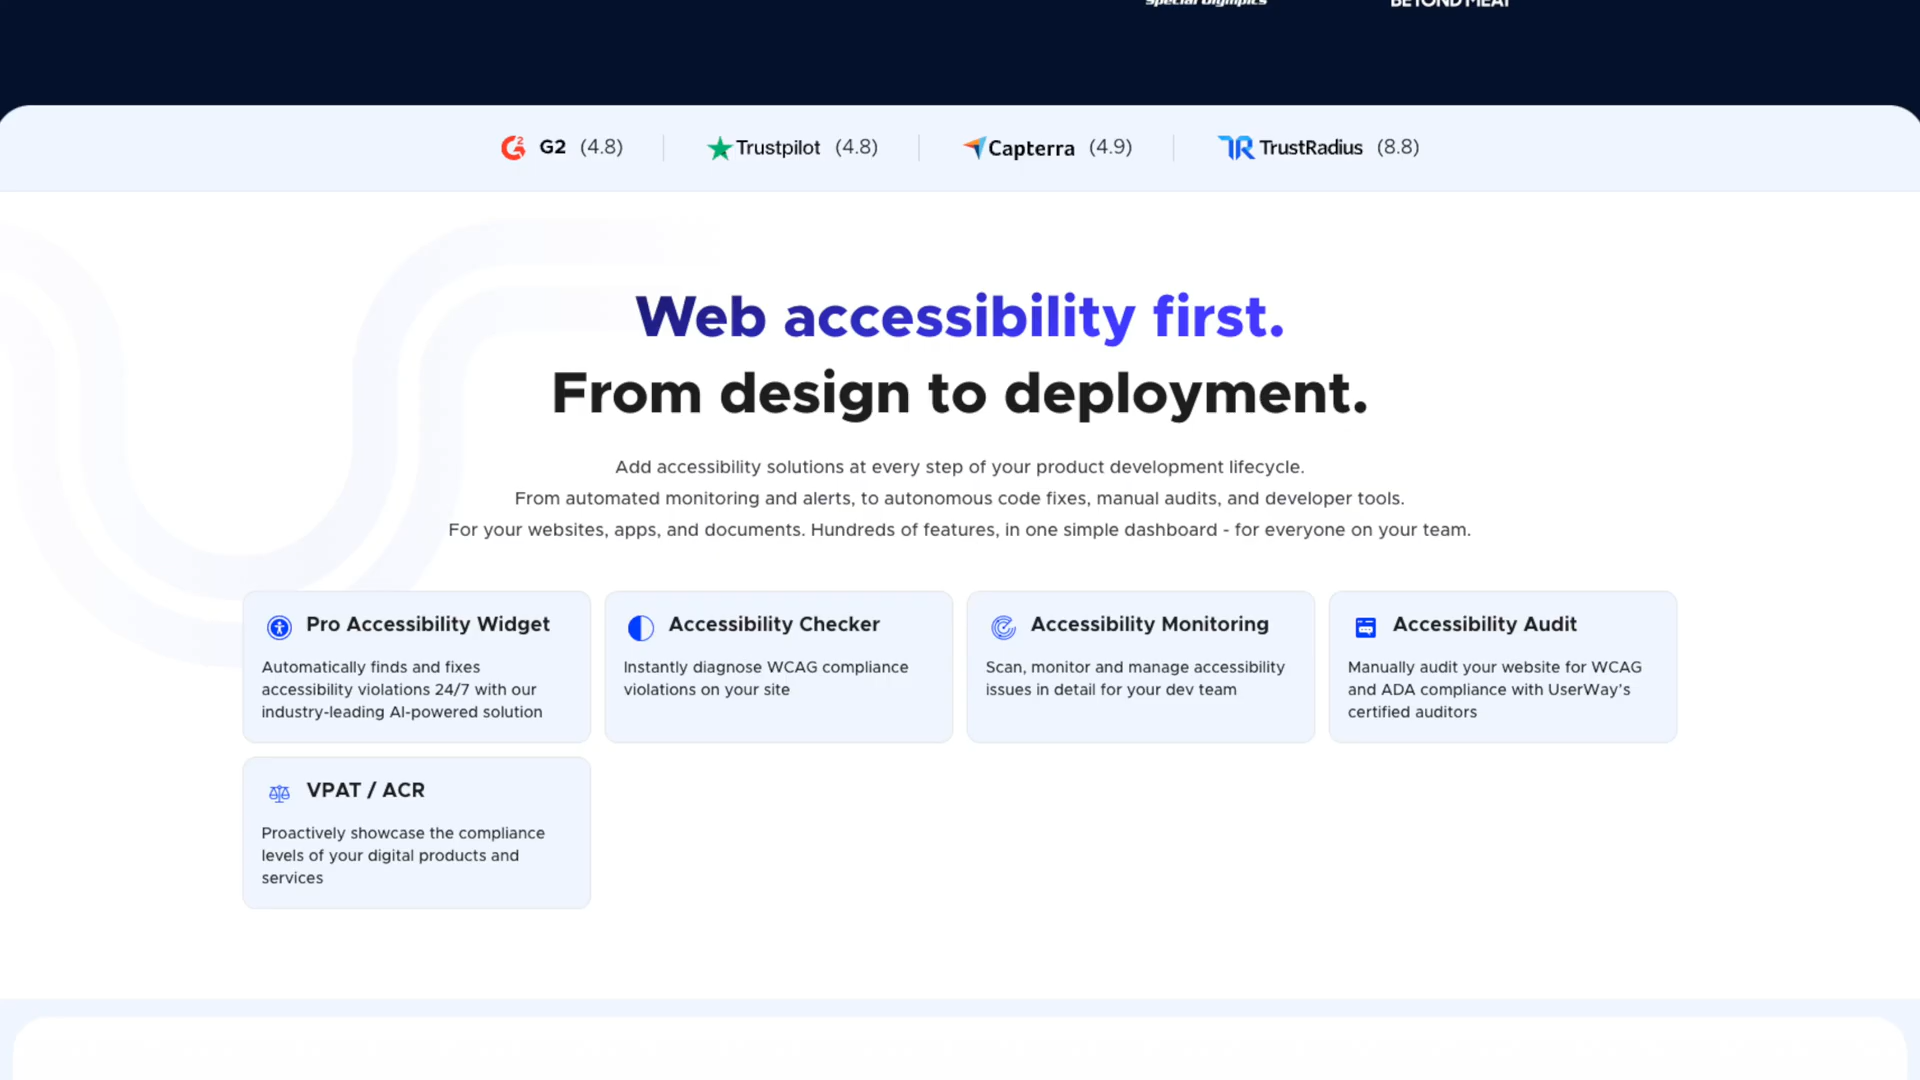 Special Olympics
BEYOND MEAT
G2 (4.8)
Trustpilot (4.8)
Capterra (4.9)
TrustRadius (8.8)
Web accessibility first.
From design to deployment.
Add accessibility solutions at every step of your product development lifecycle.
From automated monitoring and alerts, to autonomous code fixes, manual audits, and developer tools.
For your websites, apps, and documents. Hundreds of features, in one simple dashboard - for everyone on your team.
Pro Accessibility Widget
Automatically finds and fixes
accessibility violations 24/7 with our
industry-leading AI-powered solution
Accessibility Checker
Instantly diagnose WCAG compliance
violations on your site
Accessibility Monitoring
Scan, monitor and manage accessibility
issues in detail for your dev team
Accessibility Audit
Manually audit your website for WCAG
and ADA compliance with UserWay’s
certified auditors
VPAT / ACR
Proactively showcase the compliance
levels of your digital products and
services